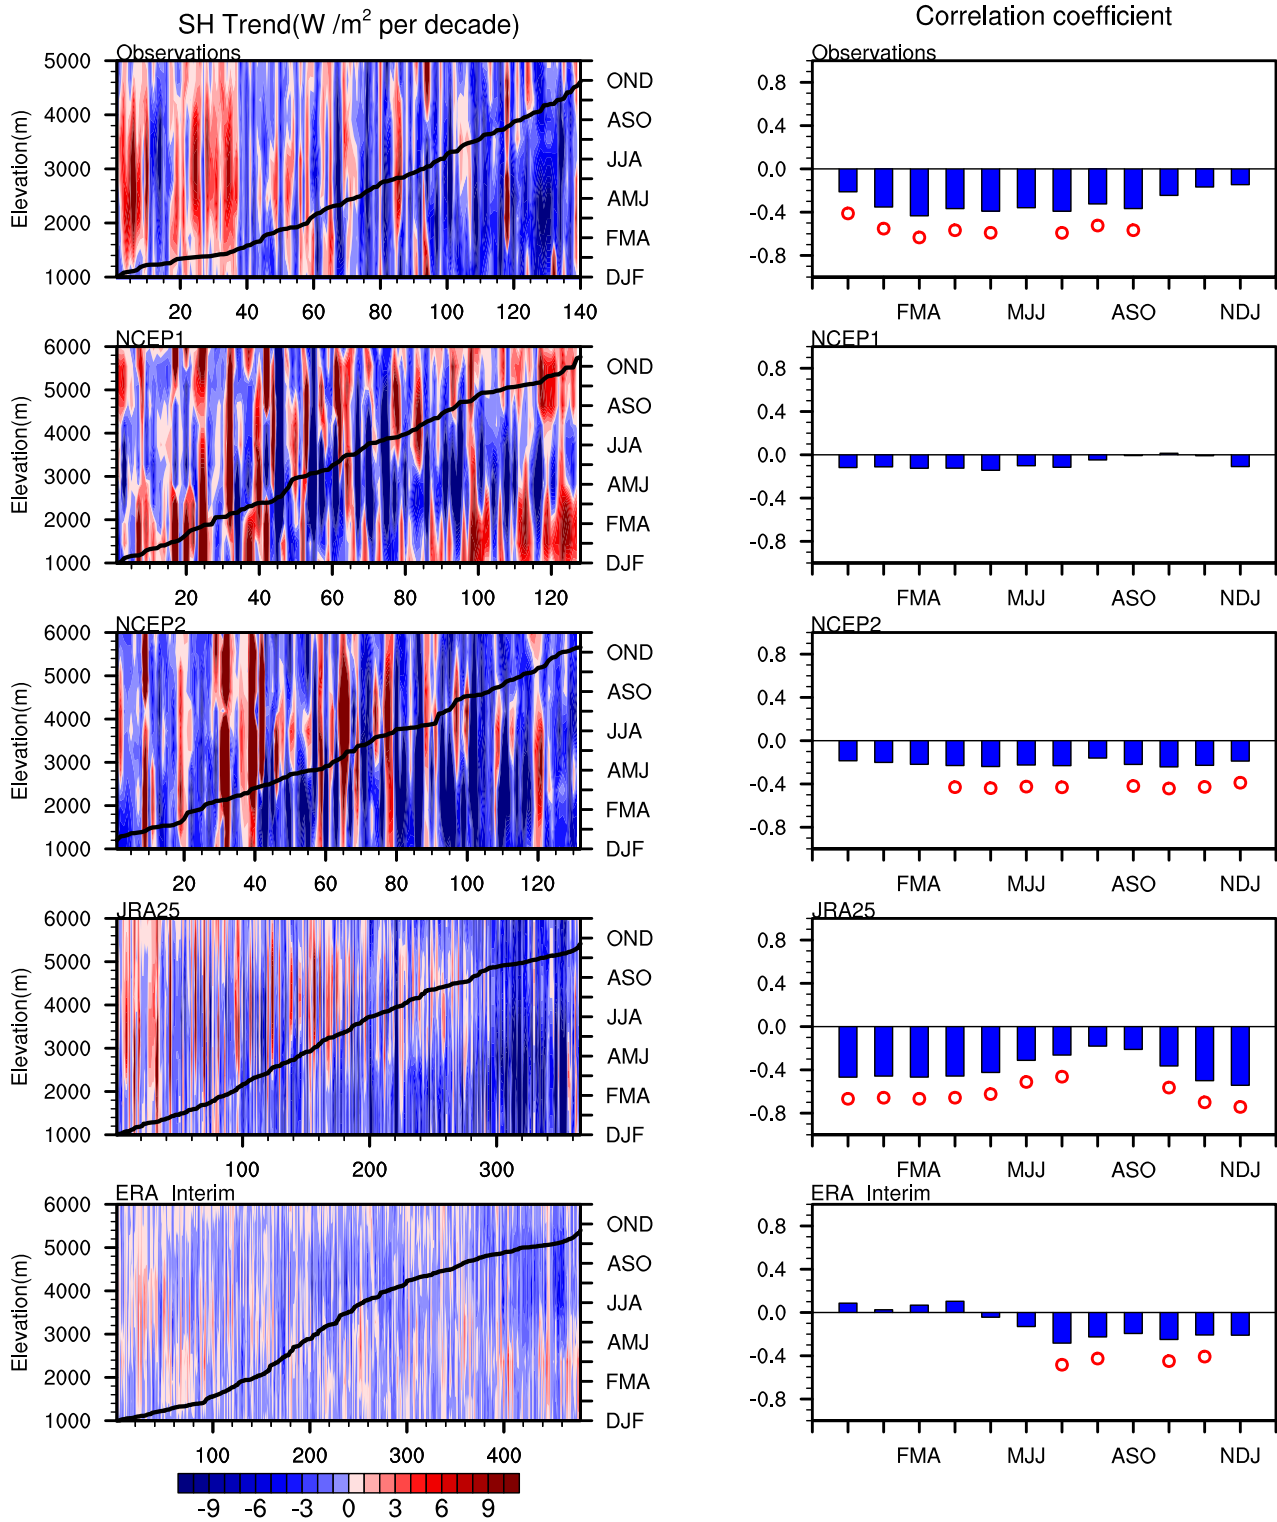 SH Trend(W /m² per decade)
Correlation coefficient
Observations
5000
4000
3000
2000
1000
Elevation(m)
OND
ASO
JJA
AMJ
FMA
DJF
20 40 60 80 100 120 140
Observations
0.8
0.4
0.0
-0.4
-0.8
FMA MJJ ASO NDJ
NCEP1
6000
5000
4000
3000
2000
1000
Elevation(m)
OND
ASO
JJA
AMJ
FMA
DJF
20 40 60 80 100 120
NCEP1
0.8
0.4
0.0
-0.4
-0.8
FMA MJJ ASO NDJ
NCEP2
6000
5000
4000
3000
2000
1000
Elevation(m)
OND
ASO
JJA
AMJ
FMA
DJF
20 40 60 80 100 120
NCEP2
0.8
0.4
0.0
-0.4
-0.8
FMA MJJ ASO NDJ
JRA25
6000
5000
4000
3000
2000
1000
Elevation(m)
OND
ASO
JJA
AMJ
FMA
DJF
100 200 300
JRA25
0.8
0.4
0.0
-0.4
-0.8
FMA MJJ ASO NDJ
ERA Interim
6000
5000
4000
3000
2000
1000
Elevation(m)
OND
ASO
JJA
AMJ
FMA
DJF
100 200 300 400
ERA Interim
0.8
0.4
0.0
-0.4
-0.8
FMA MJJ ASO NDJ
-9 -6 -3 0 3 6 9